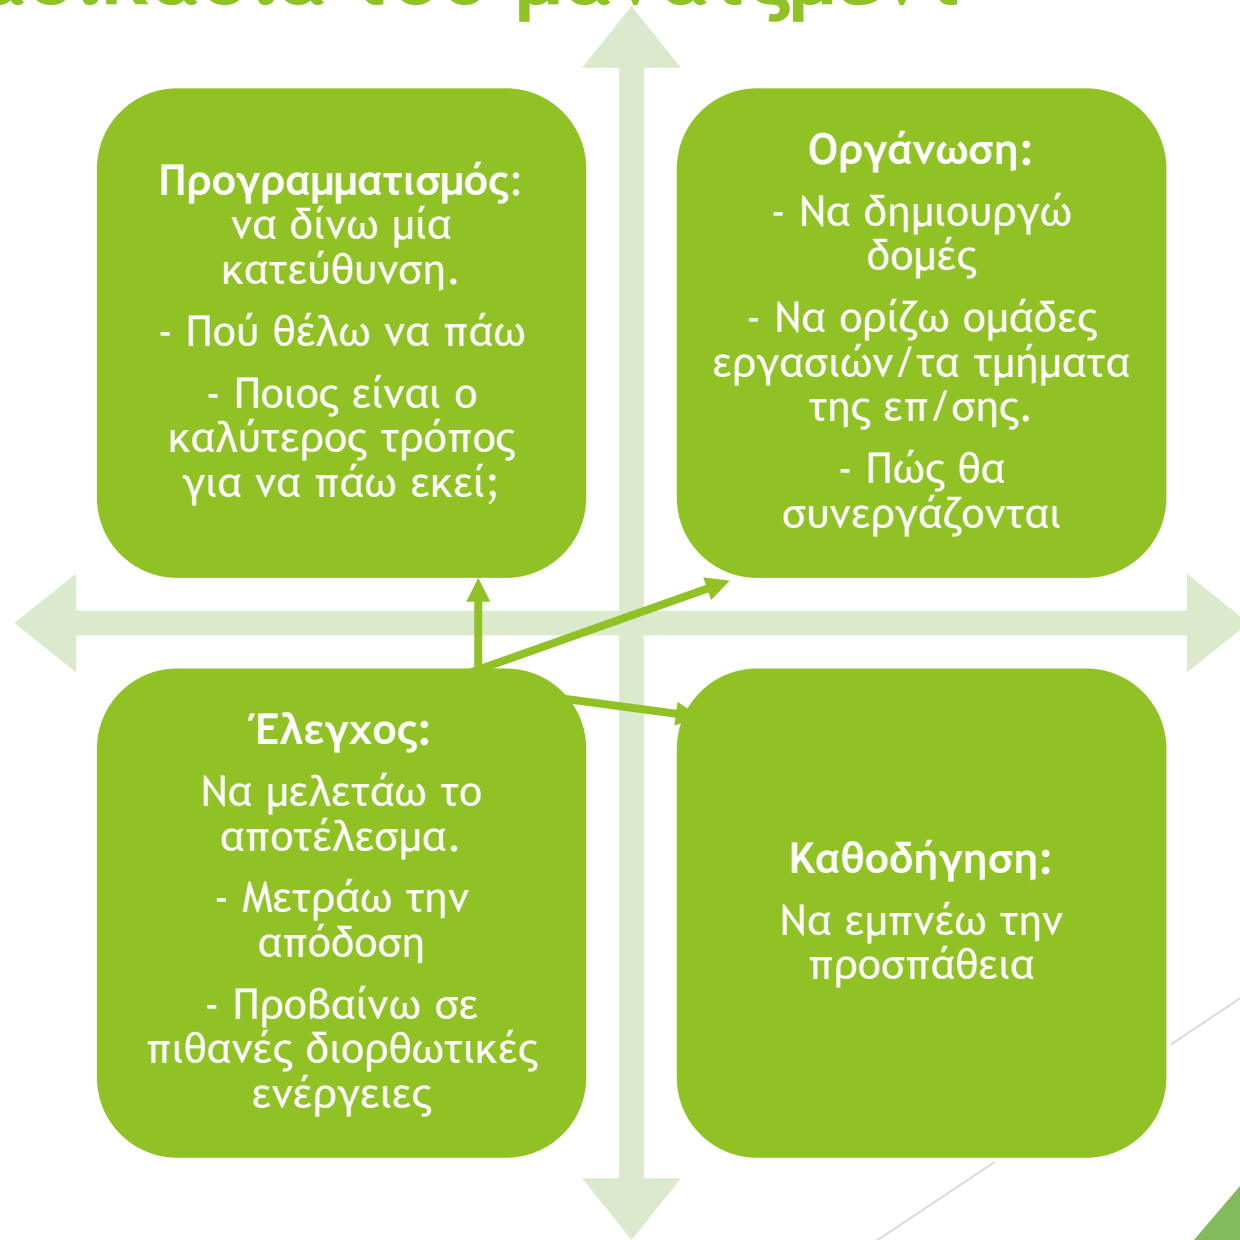 του μάνατζμεντ
Προγραμματισμός:
να δίνω μία
κατεύθυνση.
- Πού θέλω να πάω
- Ποιος είναι ο
καλύτερος τρόπος
για να πάω εκεί;
Οργάνωση:
- Να δημιουργώ
δομές
- Να ορίζω ομάδες
εργασιών/τα τμήματα
της επ/σης.
- Πώς θα
συνεργάζονται
Έλεγχος:
Να μελετάω το
αποτέλεσμα.
- Μετράω την
απόδοση
- Προβαίνω σε
πιθανές διορθωτικές
ενέργειες
Καθοδήγηση:
Να εμπνέω την
προσπάθεια